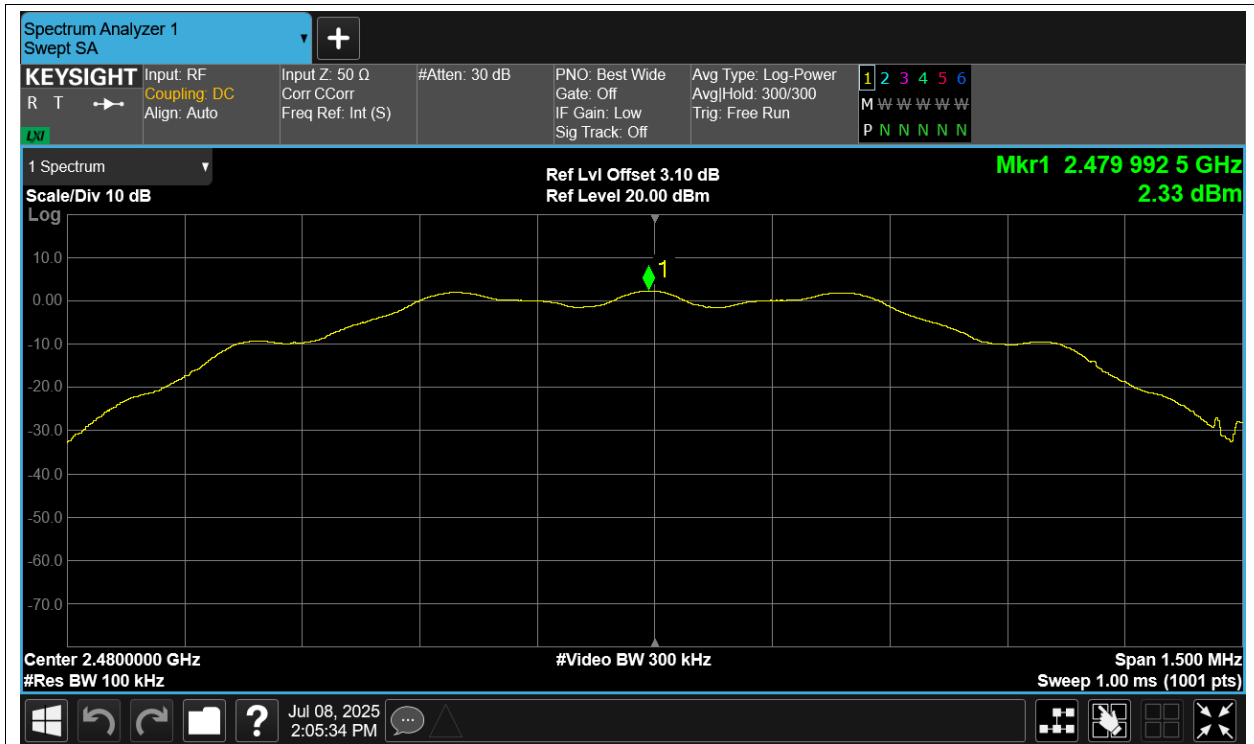 Spectrum Analyzer 1
Swept SA
+
KEYSIGHT
R T
LXI
Input: RF
Coupling: DC
Align: Auto
Input Z: 50 Ω
Corr CCorr
Freq Ref: Int (S)
#Atten: 30 dB
PNO: Best Wide
Gate: Off
IF Gain: Low
Sig Track: Off
Avg Type: Log-Power
Avg|Hold: 300/300
Trig: Free Run
1 2 3 4 5 6
M W W W W W
P N N N N N
1 Spectrum
Scale/Div 10 dB
Log
Ref Lvl Offset 3.10 dB
Ref Level 20.00 dBm
Mkr1 2.479 992 5 GHz
2.33 dBm
1
10.0
0.00
-10.0
-20.0
-30.0
-40.0
-50.0
-60.0
-70.0
Center 2.4800000 GHz
#Res BW 100 kHz
#Video BW 300 kHz
Span 1.500 MHz
Sweep 1.00 ms (1001 pts)
?
Jul 08, 2025
2:05:34 PM